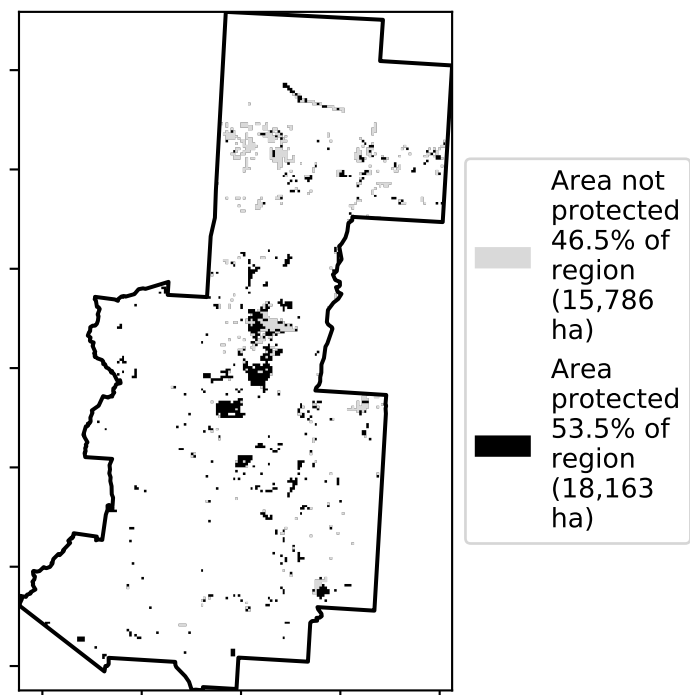 Area not
protected
46.5% of
region
(15,786
ha)
Area
protected
53.5% of
region
(18,163
ha)